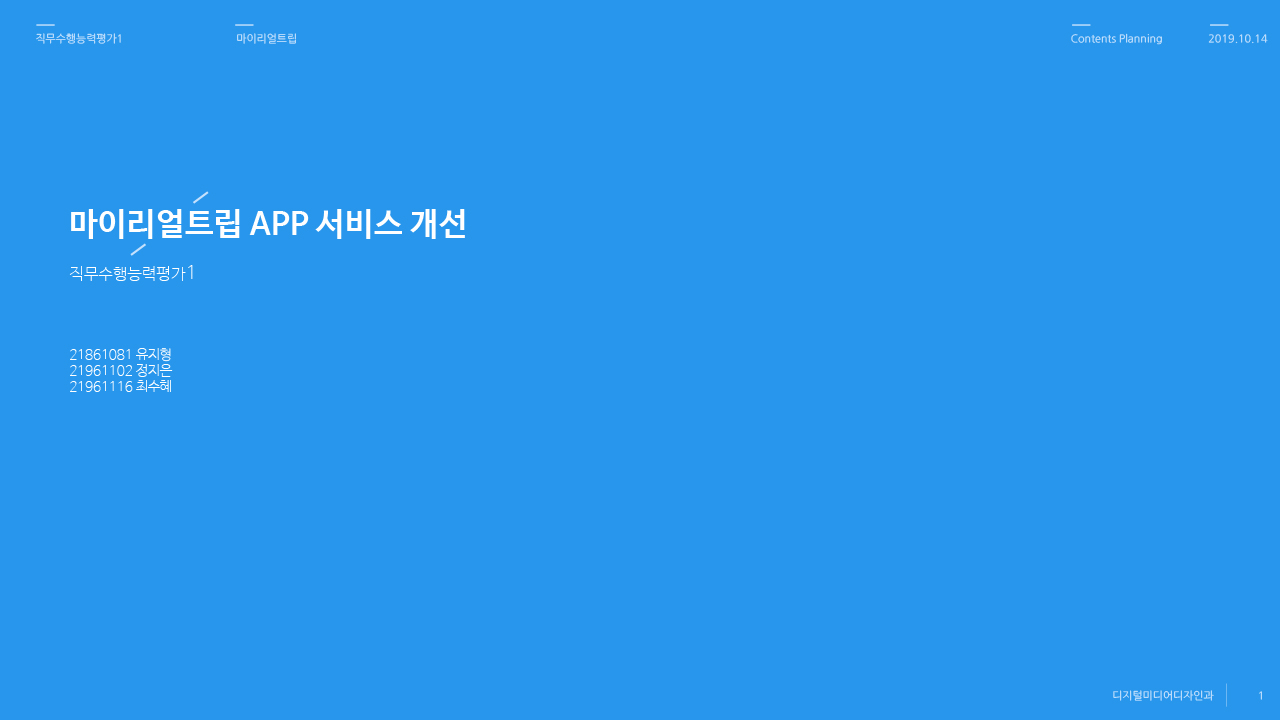 직무수행능력평가1
마이리얼트립
Contents Planning
2019.10.14
마이리얼트립 APP 서비스 개선
직무수행능력평가1
21861081 유지형
21961102 정지은
21961116 최수혜
디지털미디어디자인과
1